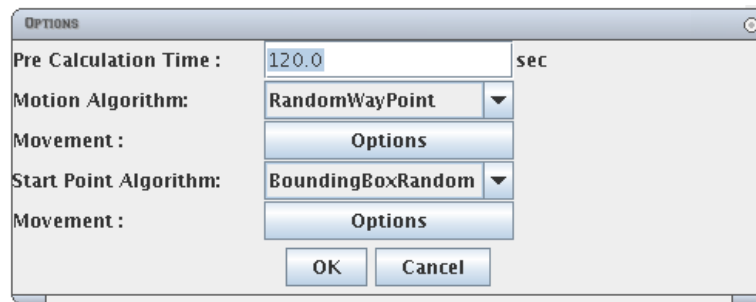 OPTIONS
Pre Calculation Time : 120.0 sec
Motion Algorithm: RandomWayPoint
Movement : Options
Start Point Algorithm: BoundingBoxRandom
Movement : Options
OK Cancel